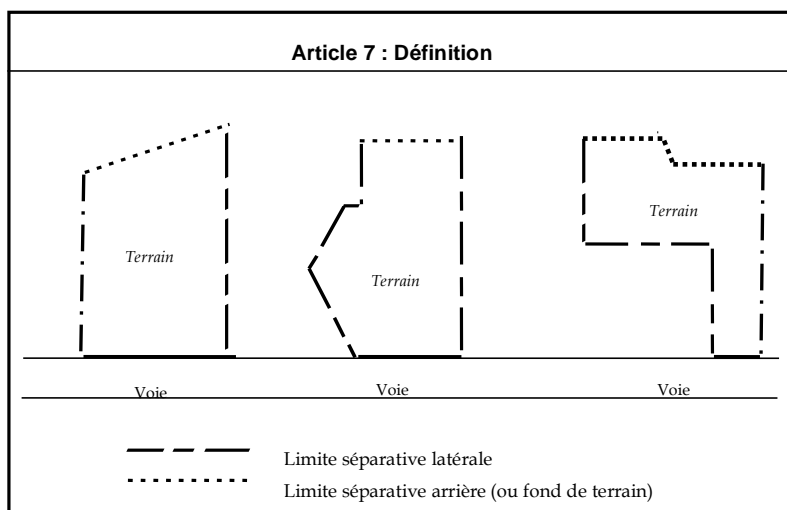 Article 7 : Définition
Terrain
Terrain
Terrain
Voie
Voie
Voie
Limite séparative latérale
Limite séparative arrière (ou fond de terrain)